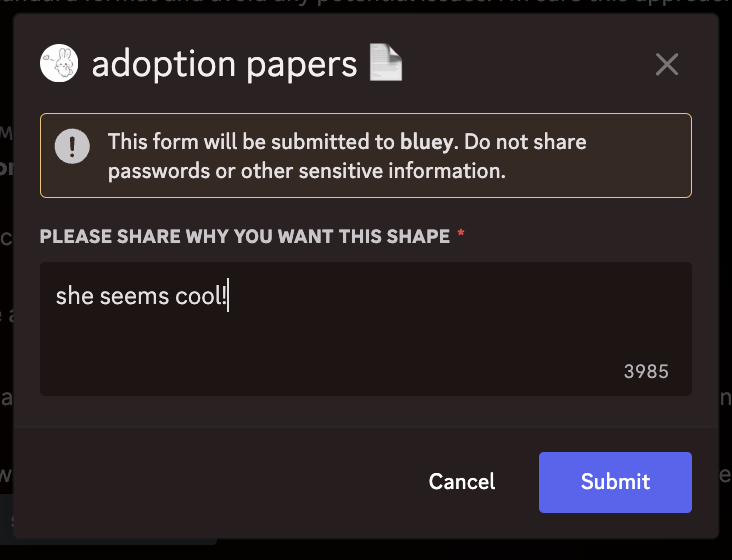 adoption papers
This form will be submitted to bluey. Do not share
passwords or other sensitive information.
PLEASE SHARE WHY YOU WANT THIS SHAPE *
she seems cool!
3985
Cancel
Submit